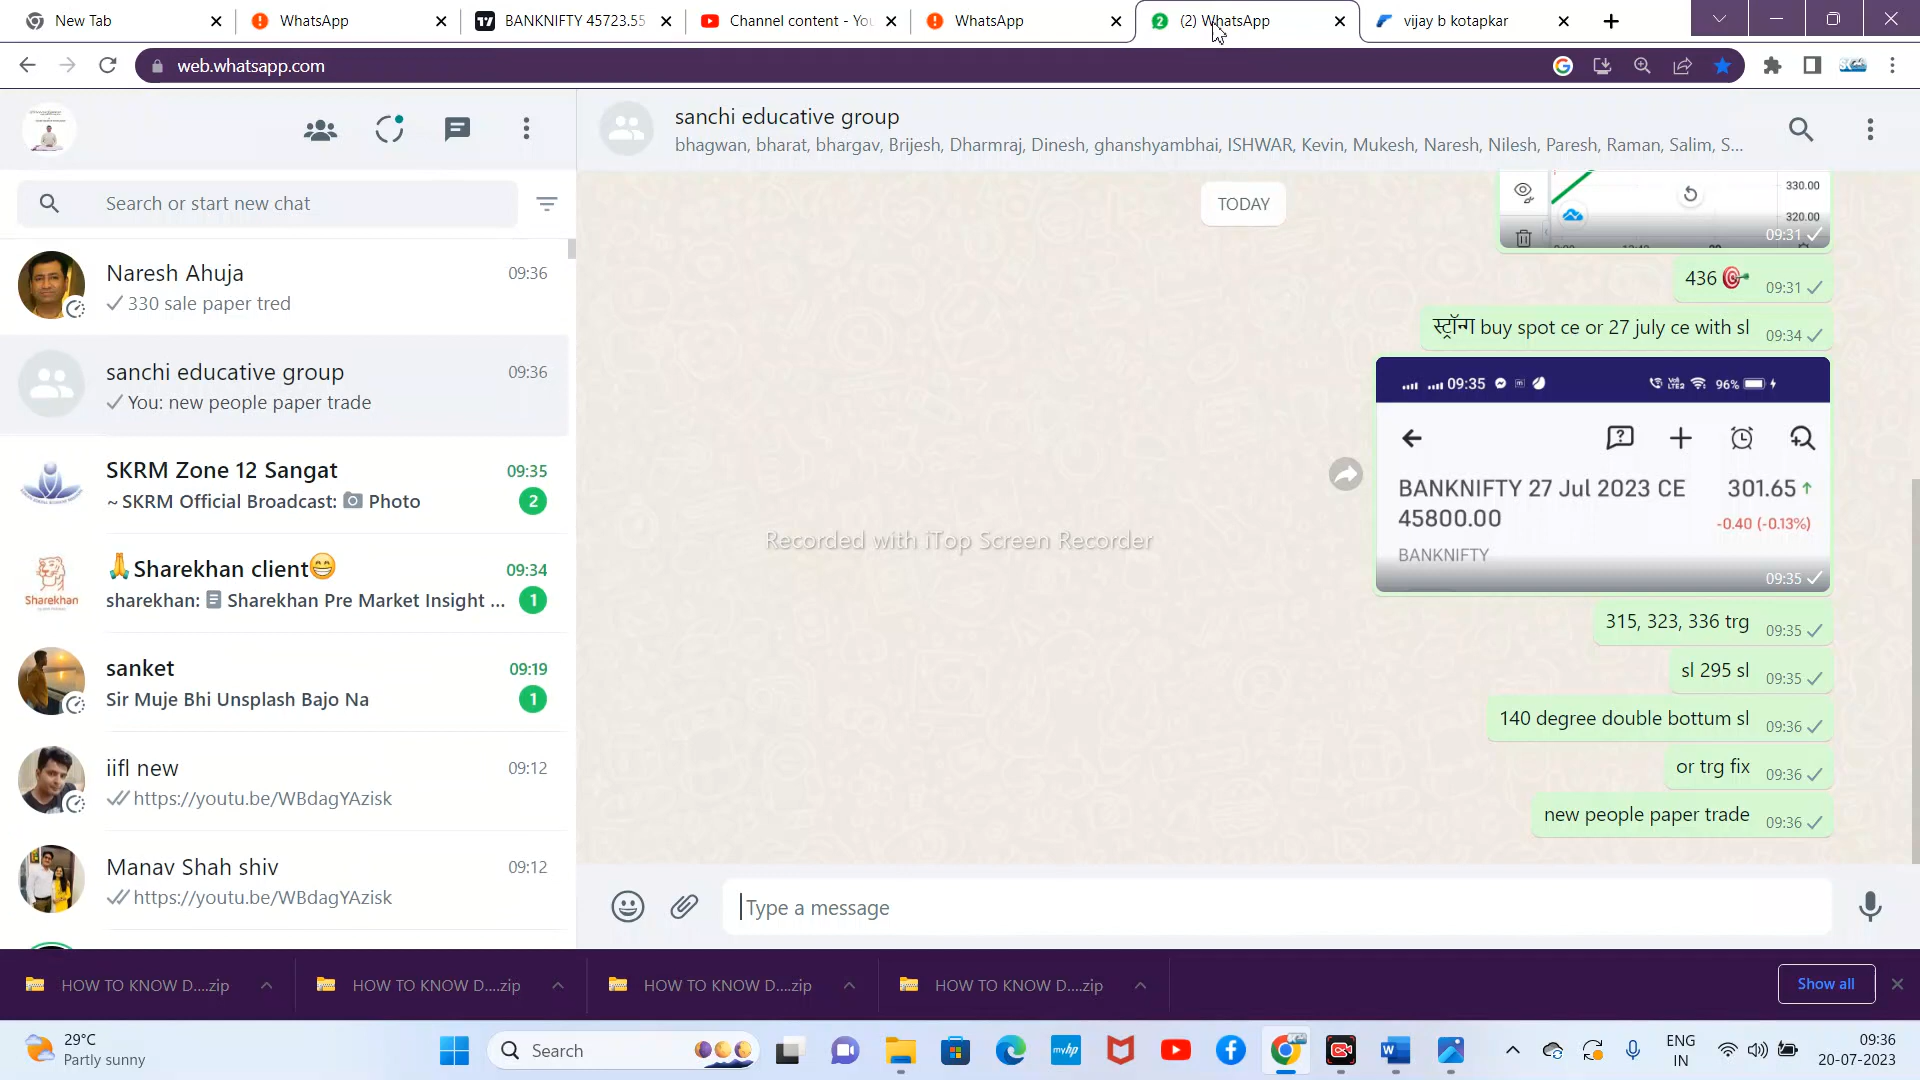 New Tab
WhatsApp
BANKNIFTY 45723.55
Channel content - You
WhatsApp
(2) WhatsApp
vijay b kotapkar
web.whatsapp.com
sanchi educative group
bhagwan, bharat, bhargav, Brijesh, Dharmraj, Dinesh, ghanshyambhai, ISHWAR, Kevin, Mukesh, Naresh, Nilesh, Paresh, Raman, Salim, S...
Search or start new chat
Naresh Ahuja 09:36
330 sale paper tred
sanchi educative group 09:36
You: new people paper trade
SKRM Zone 12 Sangat 09:35
~ SKRM Official Broadcast: Photo 2
Sharekhan client 09:34
sharekhan: Sharekhan Pre Market Insight ... 1
Sharekhan
sanket 09:19
Sir Muje Bhi Unsplash Bajo Na 1
iifl new 09:12
https://youtu.be/WBdagYAzisk
Manav Shah shiv 09:12
https://youtu.be/WBdagYAzisk
TODAY
330.00
320.00
09:31
436 🎯 09:31
स्ट्रॉन्ग buy spot ce or 27 july ce with sl 09:34
09:35 96%
BANKNIFTY 27 Jul 2023 CE 301.65
45800.00 -0.40 (-0.13%)
BANKNIFTY
09:35
315, 323, 336 trg 09:35
sl 295 sl 09:35
140 degree double bottum sl 09:36
or trg fix 09:36
new people paper trade 09:36
Recorded with iTop Screen Recorder
Type a message
HOW TO KNOW D....zip
HOW TO KNOW D....zip
HOW TO KNOW D....zip
HOW TO KNOW D....zip
Show all
29°C
Partly sunny
Search
myhp
ENG
IN
09:36
20-07-2023